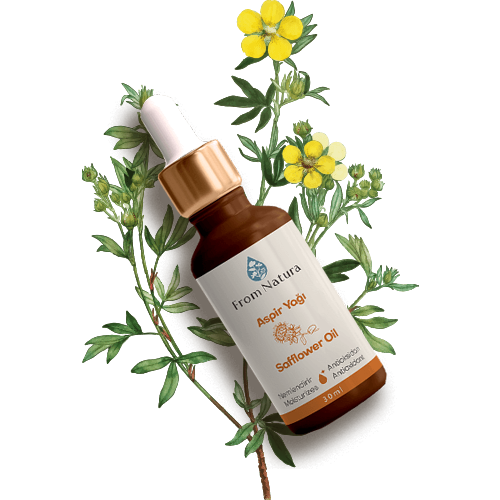 From Natura
Aspir Yağı
Safflower Oil
Nemlendirir
Moisturizes
Antioksidan
Antioxidant
30 ml